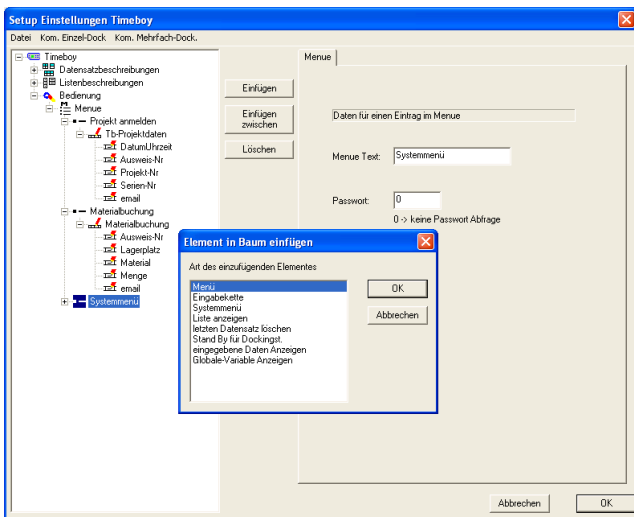 Setup Einstellungen Timeboy
Datei Kom. Einzel-Dock Kom. Mehrfach-Dock.
Timeboy
Datensatzbeschreibungen
Listenbeschreibungen
Bedienung
Menue
Projekt anmelden
Tb-Projektdaten
DatumUhrzeit
Ausweis-Nr
Projekt-Nr
Serien-Nr
email
Materialbuchung
Materialbuchung
Ausweis-Nr
Lagerplatz
Material
Menge
email
Systemmenü
Einfügen
Einfügen
zwischen
Löschen
Menue
Daten für einen Eintrag im Menue
Menue Text: Systemmenü
Passwort: 0
0 -> keine Passwort Abfrage
Element in Baum einfügen
Art des einzufügenden Elementes
Menü
Eingabekette
Systemmenü
Liste anzeigen
letzten Datensatz löschen
Stand By für Dockingst.
eingegebene Daten Anzeigen
Globale-Variable Anzeigen
OK
Abbrechen
Abbrechen OK